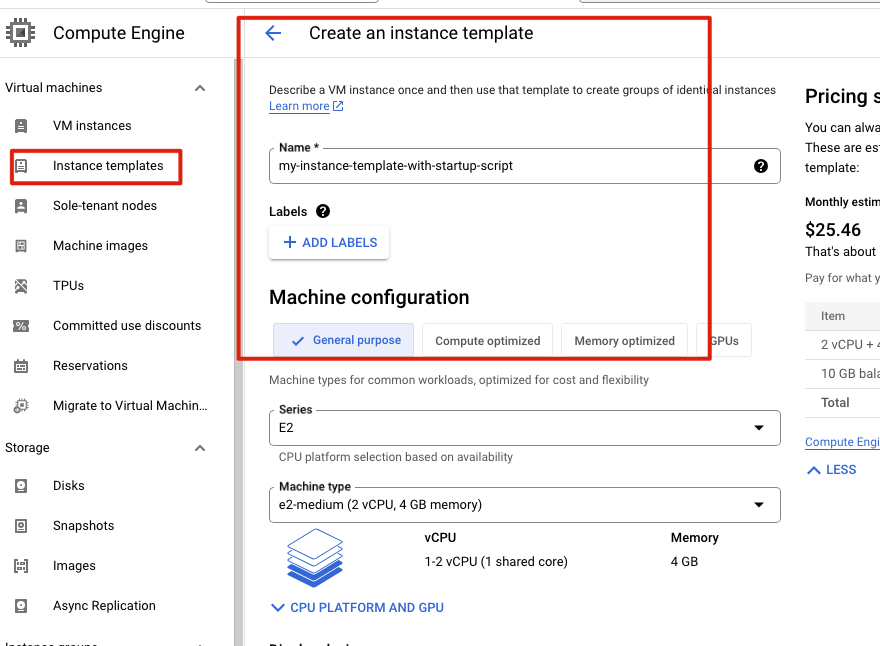 Compute Engine
Virtual machines
VM instances
Instance templates
Sole-tenant nodes
Machine images
TPUs
Committed use discounts
Reservations
Migrate to Virtual Machin...
Storage
Disks
Snapshots
Images
Async Replication
Create an instance template
Describe a VM instance once and then use that template to create groups of identical instances
Learn more
Name *
my-instance-template-with-startup-script
Labels
ADD LABELS
Machine configuration
General purpose
Compute optimized
Memory optimized
GPUs
Machine types for common workloads, optimized for cost and flexibility
Series
E2
CPU platform selection based on availability
Machine type
e2-medium (2 vCPU, 4 GB memory)
vCPU
Memory
1-2 vCPU (1 shared core)
4 GB
CPU PLATFORM AND GPU
Pricing s
You can alwa
These are es
template:
Monthly estim
$25.46
That's about
Pay for what y
Item
2 vCPU + 4
10 GB bala
Total
Compute Engi
LESS